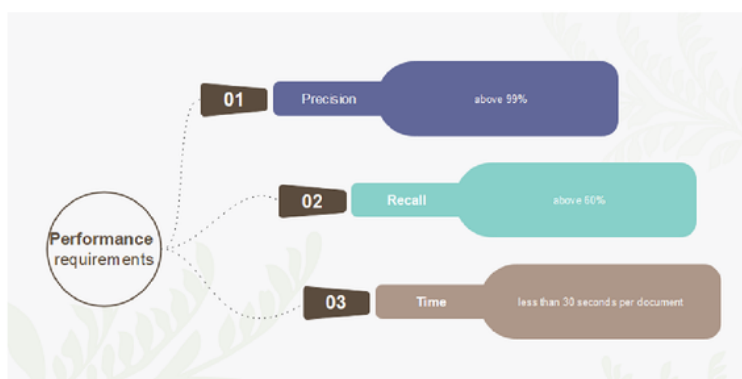 01
Precision
above 99%
02
Recall
above 60%
Performance
requirements
03
Time
less than 30 seconds per document